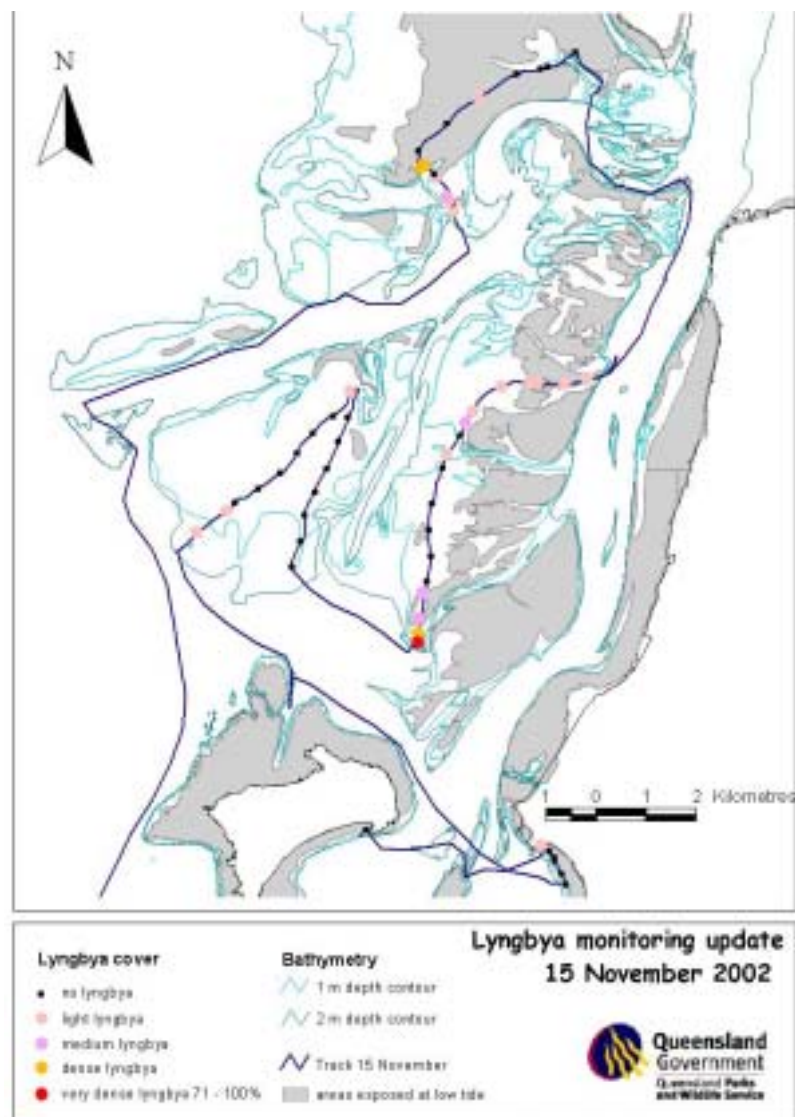 N
1 0 1 2 Kilometres
Lyngbya monitoring update
15 November 2002
Lyngbya cover
no lyngbya
light lyngbya
medium lyngbya
dense lyngbya
very dense lyngbya 71 - 100%
Bathymetry
1 m depth contour
2 m depth contour
Track 15 November
areas exposed at low tide
Queensland
Government
Queensland Parks
and Wildlife Service